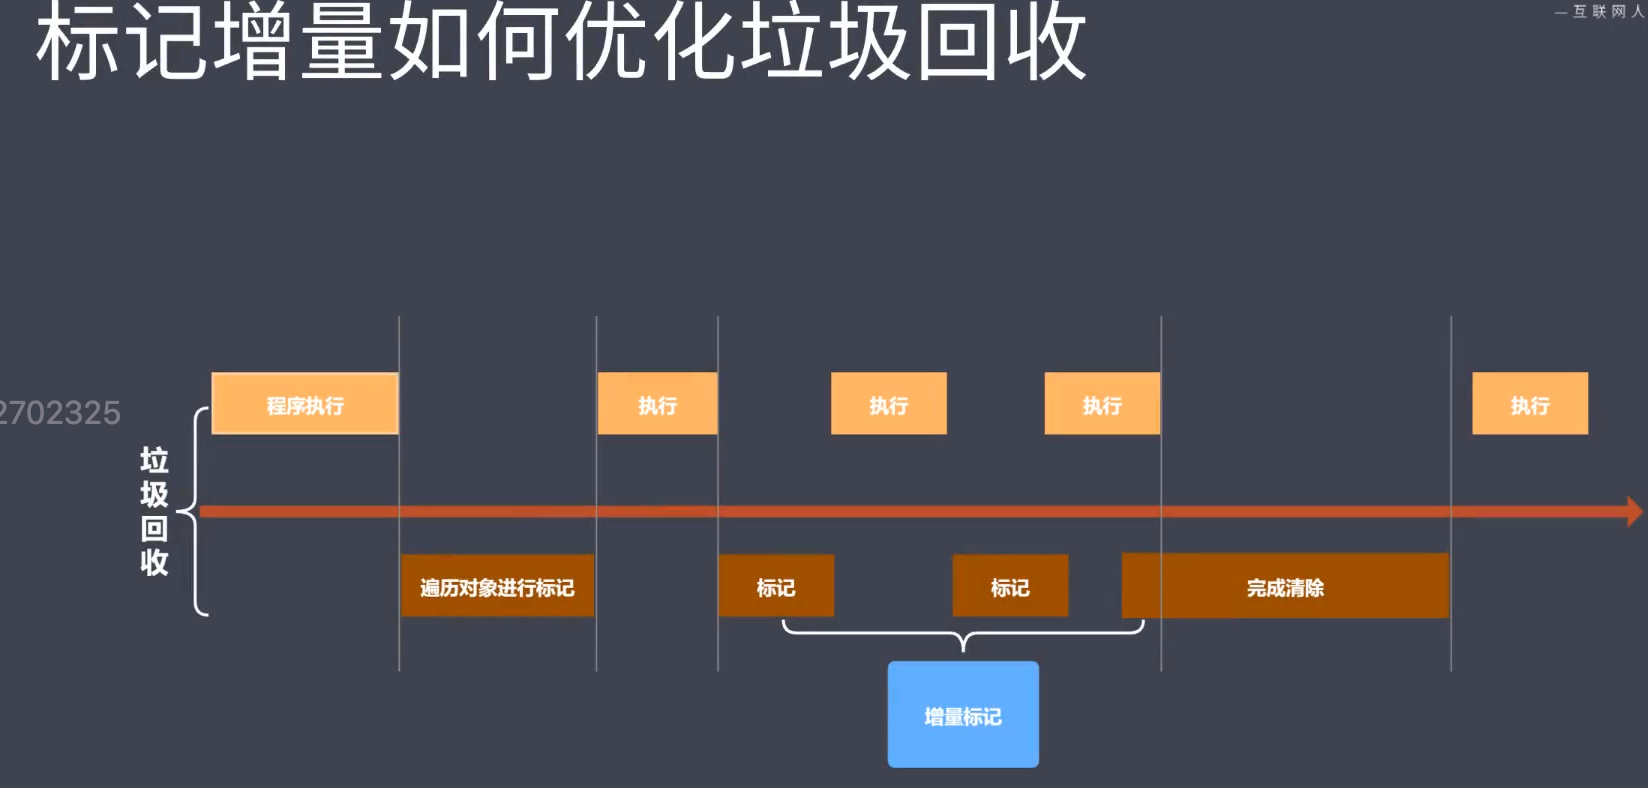 标记增量如何优化垃圾回收
—互联网人
程序执行
执行
执行
执行
执行
2702325
垃圾回收
遍历对象进行标记
标记
标记
完成清除
增量标记